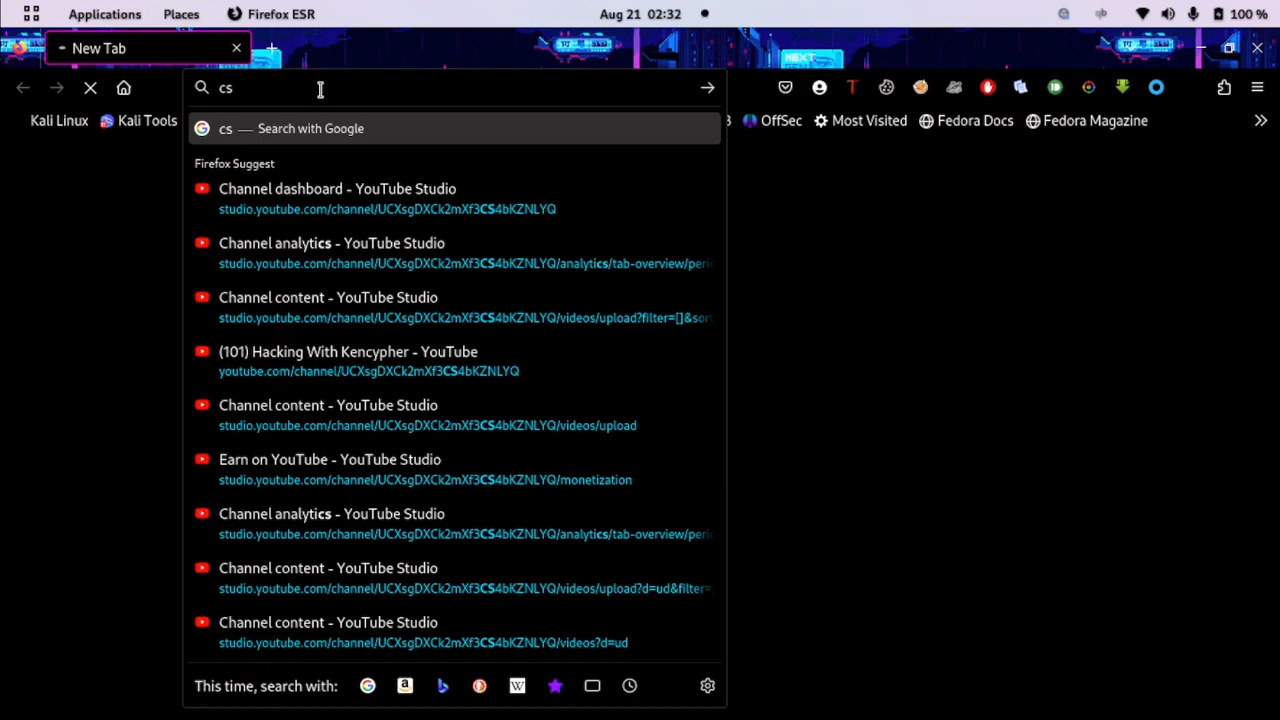 Applications Places Firefox ESR Aug 21 02:32 100 %
New Tab
cs
Kali Linux Kali Tools OffSec Most Visited Fedora Docs Fedora Magazine
cs — Search with Google
Firefox Suggest
Channel dashboard - YouTube Studio
studio.youtube.com/channel/UCXsgDXCk2mXf3CS4bKZNLYQ
Channel analytics - YouTube Studio
studio.youtube.com/channel/UCXsgDXCk2mXf3CS4bKZNLYQ/analytics/tab-overview/peri
Channel content - YouTube Studio
studio.youtube.com/channel/UCXsgDXCk2mXf3CS4bKZNLYQ/videos/upload?filter=[]&sor
(101) Hacking With Kencypher - YouTube
youtube.com/channel/UCXsgDXCk2mXf3CS4bKZNLYQ
Channel content - YouTube Studio
studio.youtube.com/channel/UCXsgDXCk2mXf3CS4bKZNLYQ/videos/upload
Earn on YouTube - YouTube Studio
studio.youtube.com/channel/UCXsgDXCk2mXf3CS4bKZNLYQ/monetization
Channel analytics - YouTube Studio
studio.youtube.com/channel/UCXsgDXCk2mXf3CS4bKZNLYQ/analytics/tab-overview/peri
Channel content - YouTube Studio
studio.youtube.com/channel/UCXsgDXCk2mXf3CS4bKZNLYQ/videos/upload?d=ud&filter=
Channel content - YouTube Studio
studio.youtube.com/channel/UCXsgDXCk2mXf3CS4bKZNLYQ/videos?d=ud
This time, search with: